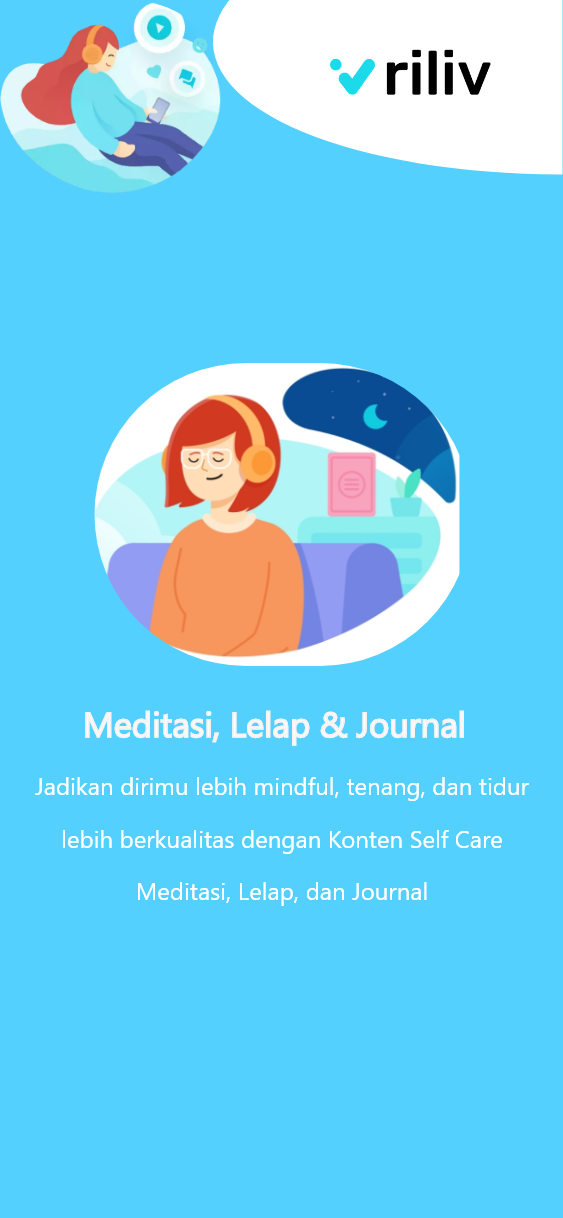 riliv
Meditasi, Lelap & Journal
Jadikan dirimu lebih mindful, tenang, dan tidur
lebih berkualitas dengan Konten Self Care
Meditasi, Lelap, dan Journal